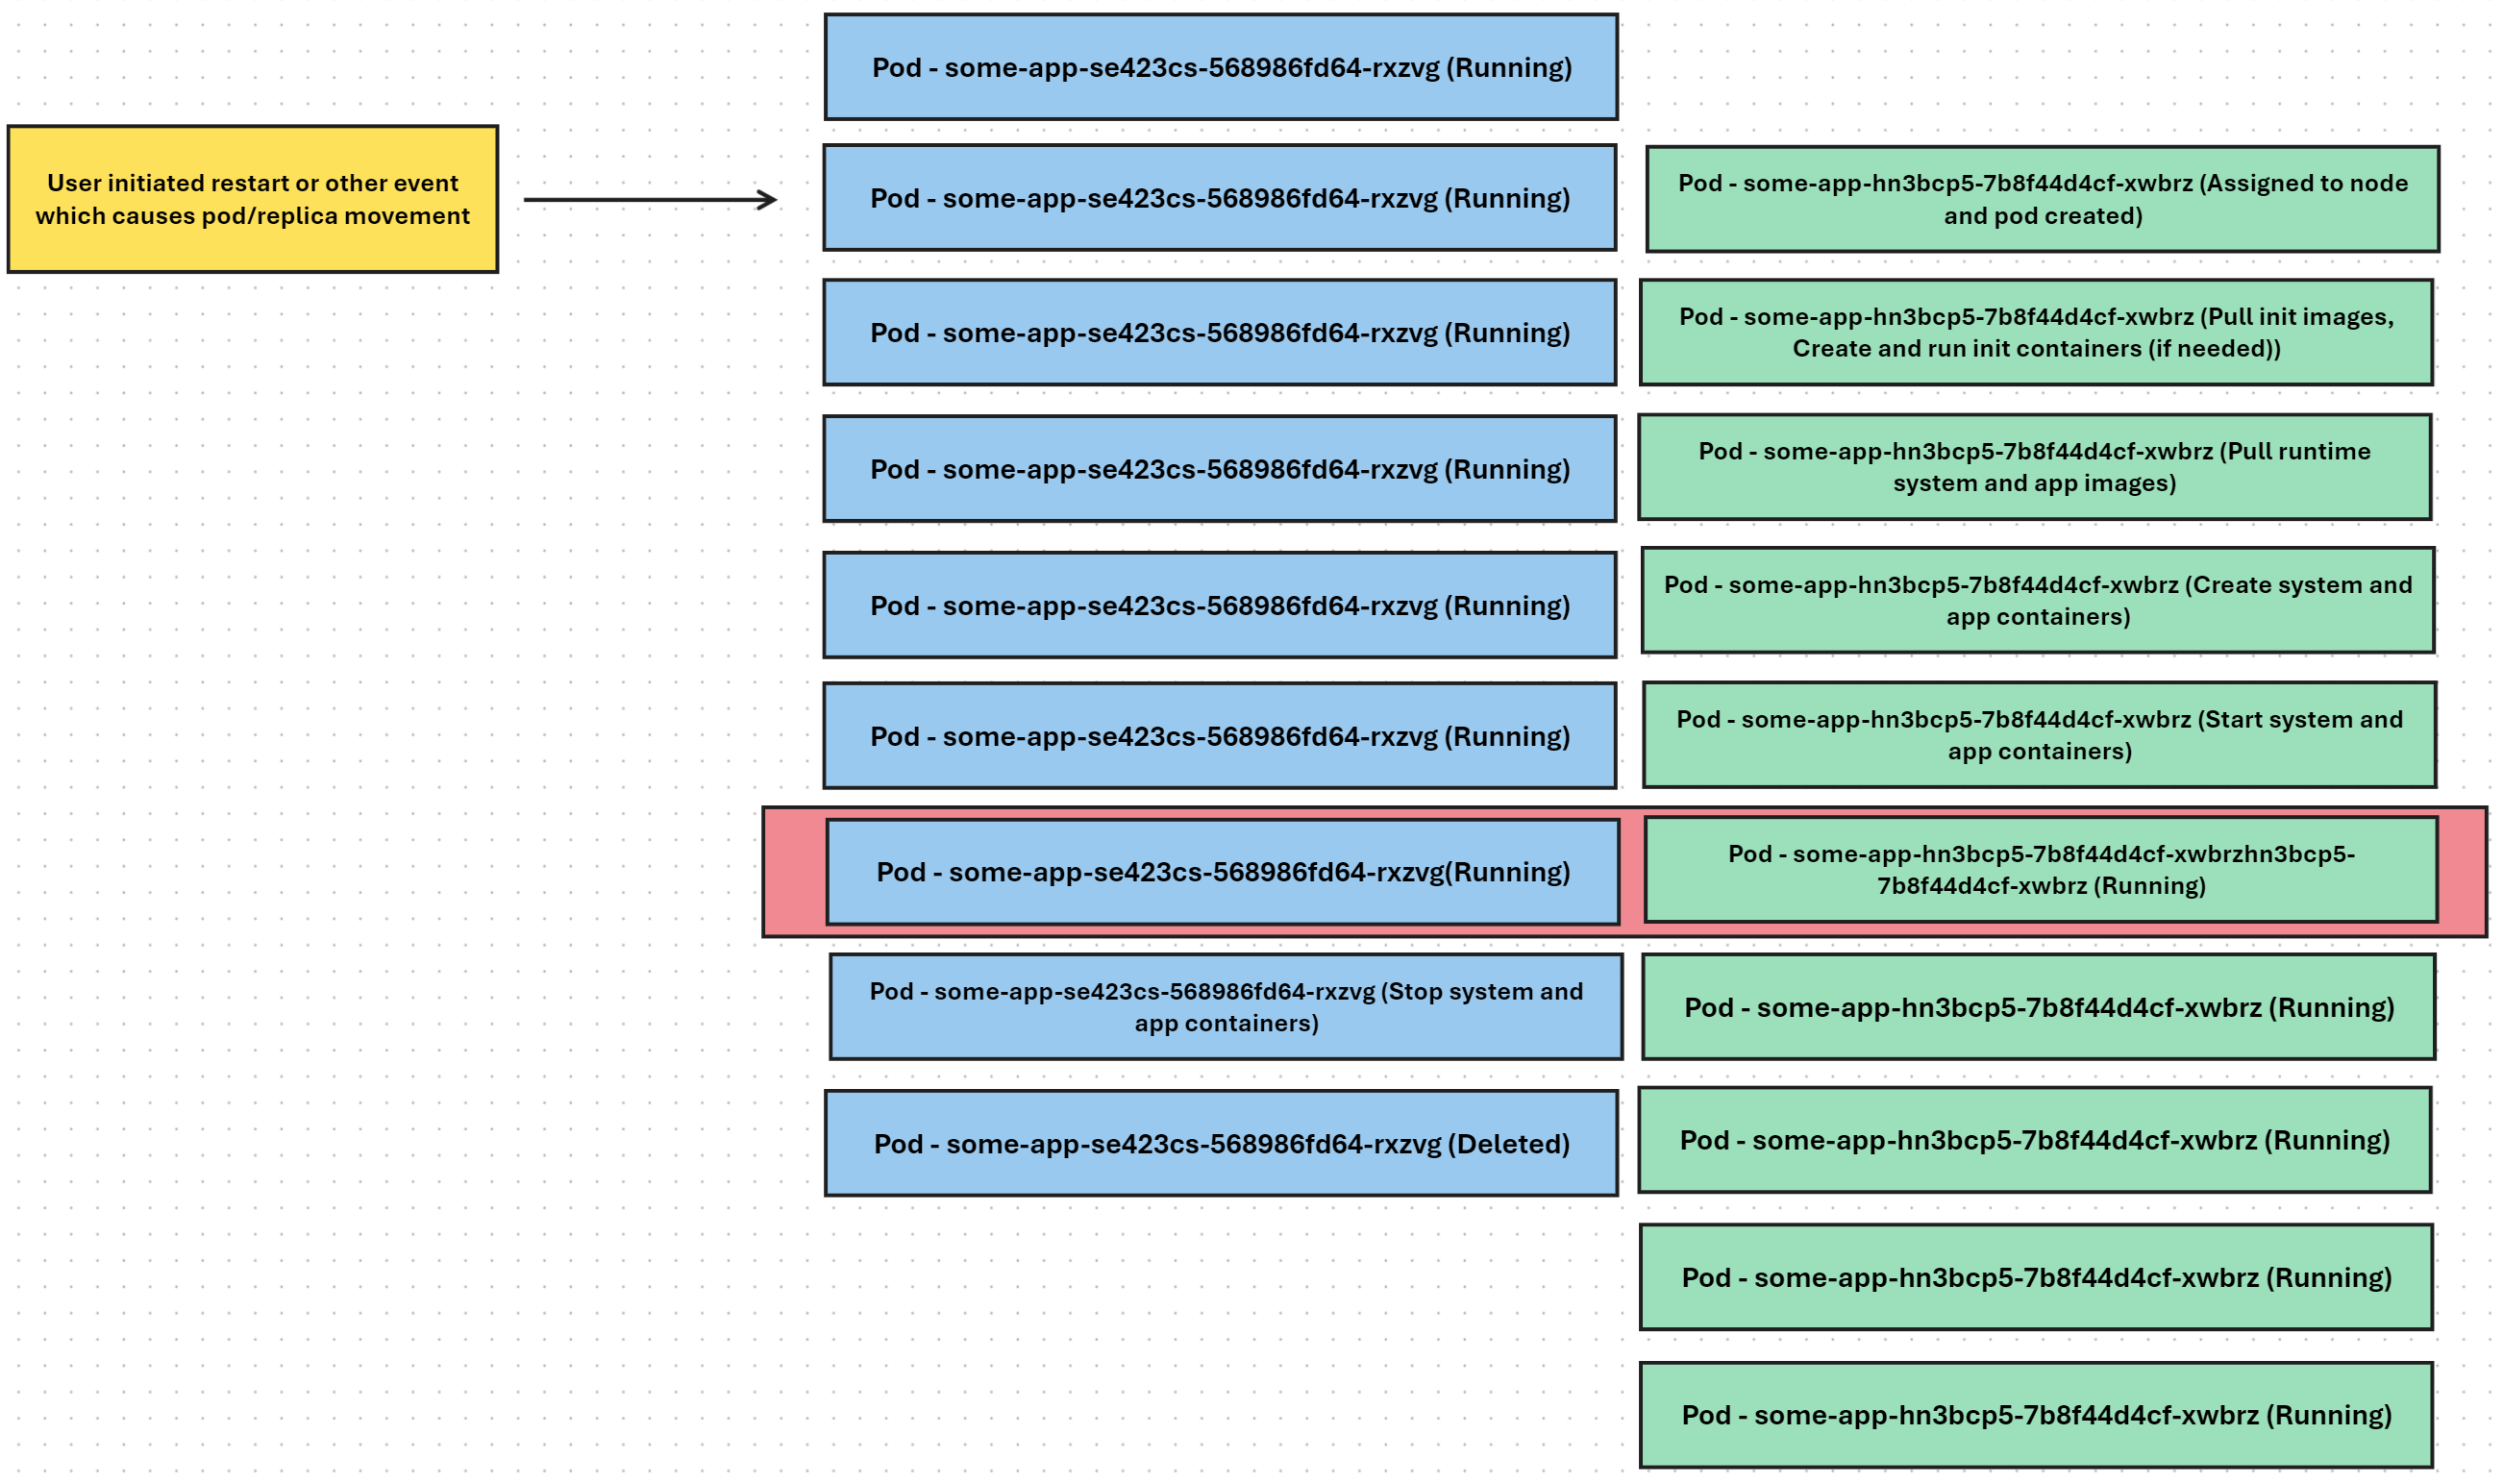 Pod - some-app-se423cs-568986fd64-rxzvg (Running)
User initiated restart or other event
which causes pod/replica movement
Pod - some-app-se423cs-568986fd64-rxzvg (Running)
Pod - some-app-hn3bcp5-7b8f44d4cf-xwbrz (Assigned to node
and pod created)
Pod - some-app-se423cs-568986fd64-rxzvg (Running)
Pod - some-app-hn3bcp5-7b8f44d4cf-xwbrz (Pull init images,
Create and run init containers (if needed))
Pod - some-app-se423cs-568986fd64-rxzvg (Running)
Pod - some-app-hn3bcp5-7b8f44d4cf-xwbrz (Pull runtime
system and app images)
Pod - some-app-se423cs-568986fd64-rxzvg (Running)
Pod - some-app-hn3bcp5-7b8f44d4cf-xwbrz (Create system and
app containers)
Pod - some-app-se423cs-568986fd64-rxzvg (Running)
Pod - some-app-hn3bcp5-7b8f44d4cf-xwbrz (Start system and
app containers)
Pod - some-app-se423cs-568986fd64-rxzvg(Running)
Pod - some-app-hn3bcp5-7b8f44d4cf-xwbrzhn3bcp5-
7b8f44d4cf-xwbrz (Running)
Pod - some-app-se423cs-568986fd64-rxzvg (Stop system and
app containers)
Pod - some-app-hn3bcp5-7b8f44d4cf-xwbrz (Running)
Pod - some-app-se423cs-568986fd64-rxzvg (Deleted)
Pod - some-app-hn3bcp5-7b8f44d4cf-xwbrz (Running)
Pod - some-app-hn3bcp5-7b8f44d4cf-xwbrz (Running)
Pod - some-app-hn3bcp5-7b8f44d4cf-xwbrz (Running)